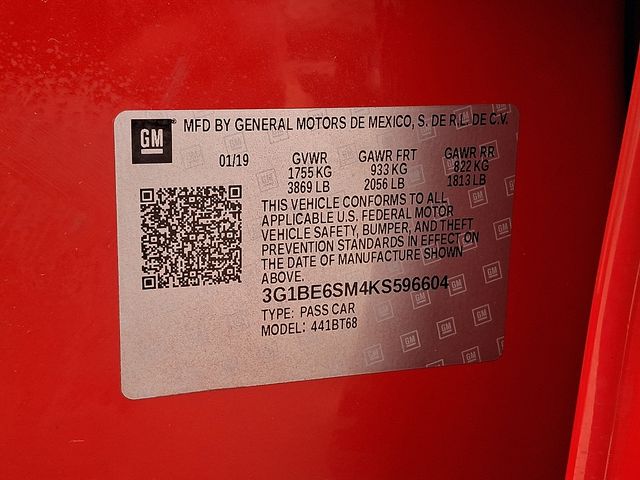 GM
MFD BY GENERAL MOTORS DE MEXICO, S. DE R.L. DE C.V.
01/19 GVWR GAWR FRT GAWR RR
1755 KG 933 KG 822 KG
3869 LB 2056 LB 1813 LB
THIS VEHICLE CONFORMS TO ALL
APPLICABLE U.S. FEDERAL MOTOR
VEHICLE SAFETY, BUMPER, AND THEFT
PREVENTION STANDARDS IN EFFECT ON
THE DATE OF MANUFACTURE SHOWN
ABOVE.
3G1BE6SM4KS596604
TYPE: PASS CAR
MODEL: 441BT68